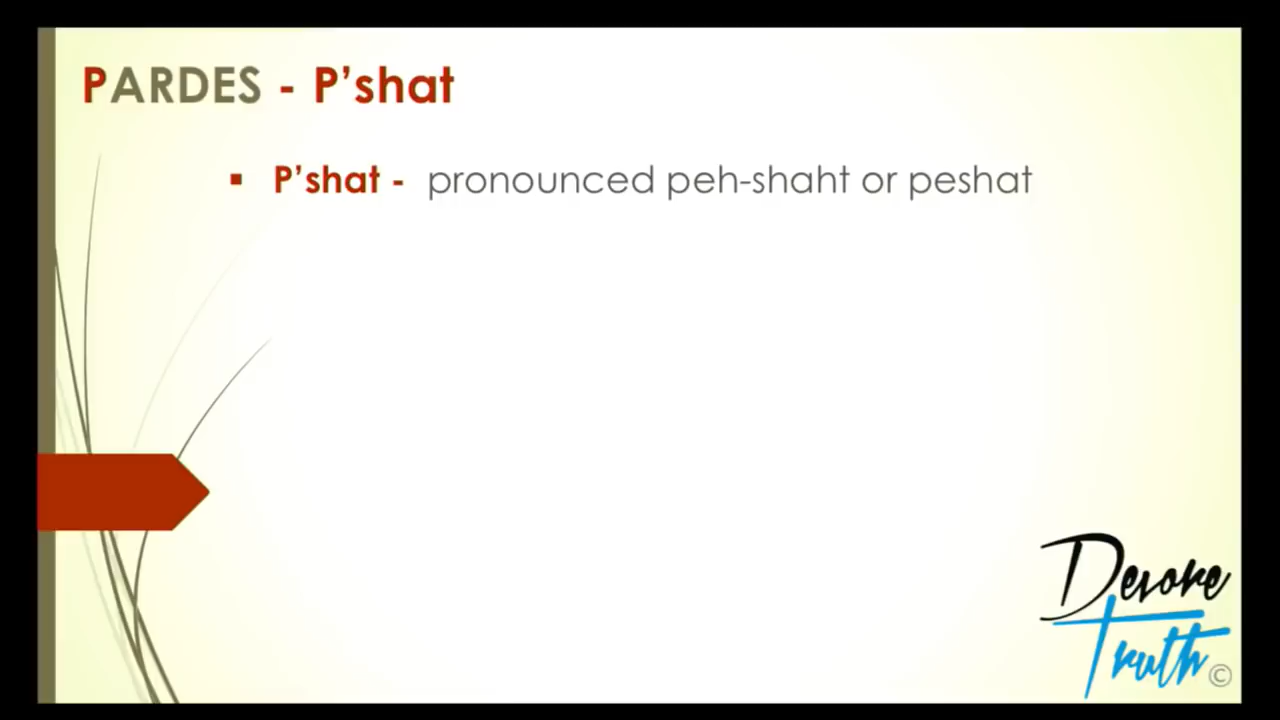 PARDES - P’shat
▪ P’shat - pronounced peh-shaht or peshat
Devore
Truth ©